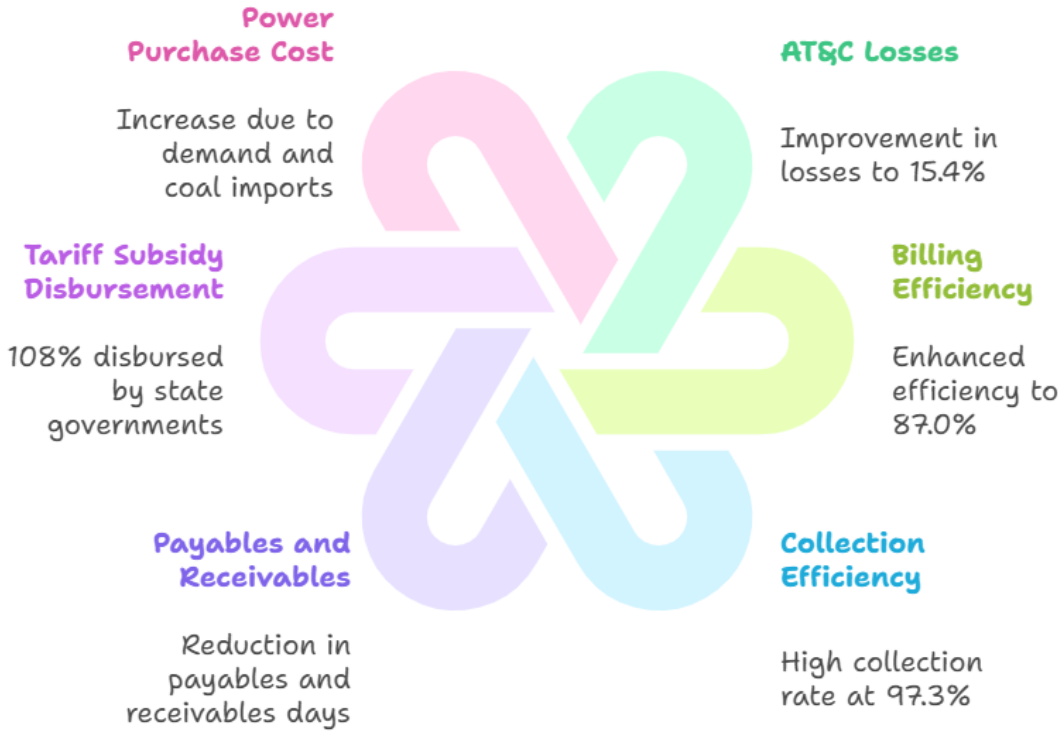 Power
Purchase Cost
Increase due to
demand and
coal imports
AT&C Losses
Improvement in
losses to 15.4%
Tariff Subsidy
Disbursement
108% disbursed
by state
governments
Billing
Efficiency
Enhanced
efficiency to
87.0%
Payables and
Receivables
Reduction in
payables and
receivables days
Collection
Efficiency
High collection
rate at 97.3%